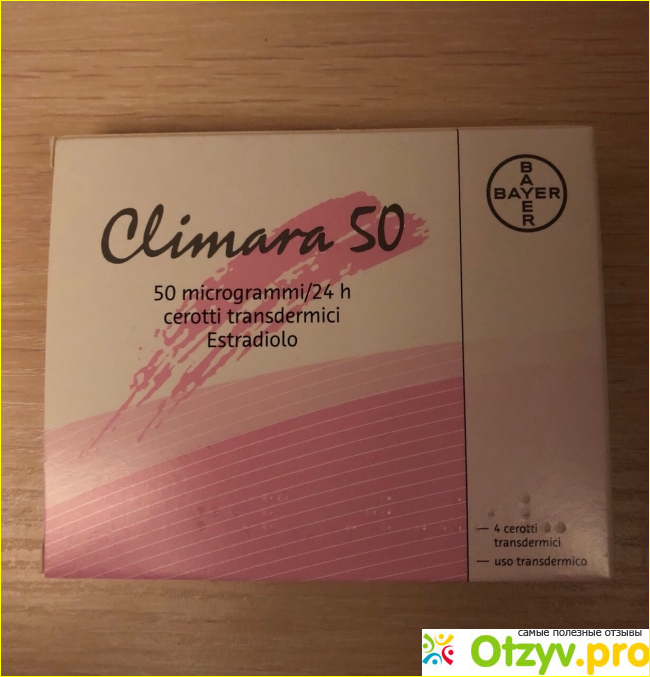 Climara 50
50 microgrammi/24 h
cerotti transdermici
Estradiolo
BAYER
BAYER
4 cerotti
transdermici
uso transdermico
самые полезные отзывы
Otzyv.pro